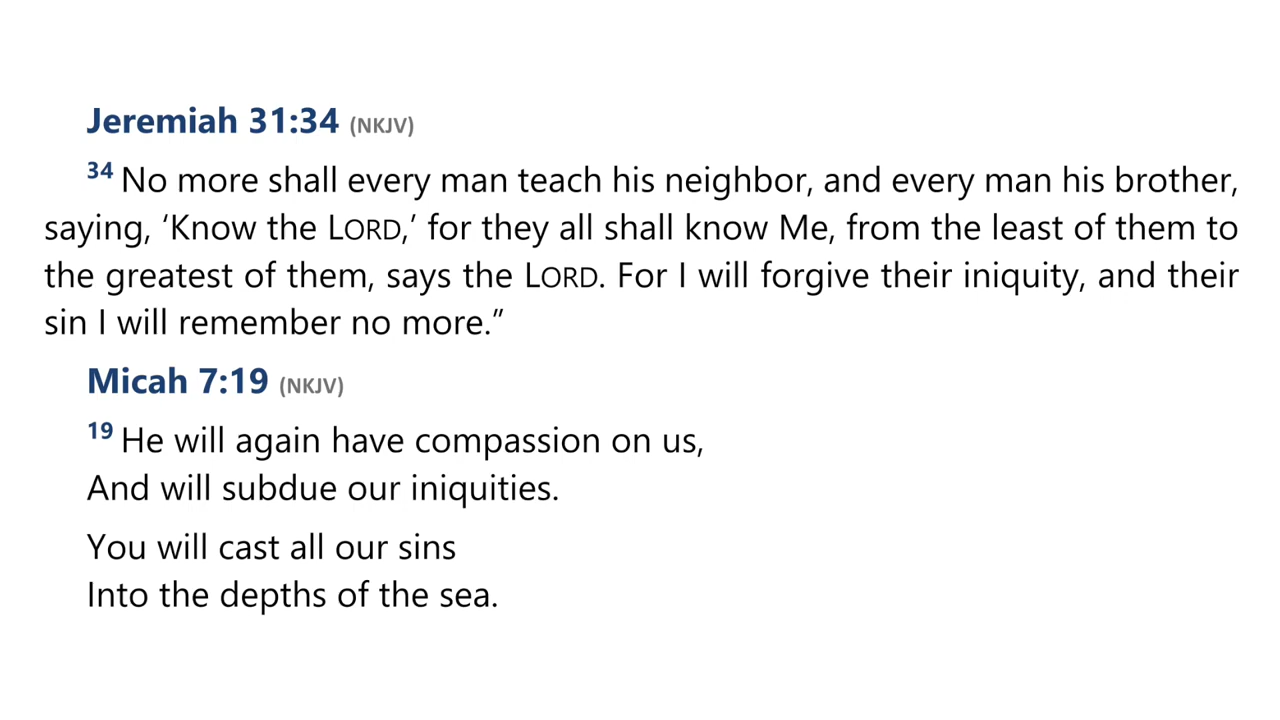 Jeremiah 31:34 (NKJV)
34 No more shall every man teach his neighbor, and every man his brother,
saying, ‘Know the LORD,’ for they all shall know Me, from the least of them to
the greatest of them, says the LORD. For I will forgive their iniquity, and their
sin I will remember no more.”
Micah 7:19 (NKJV)
19 He will again have compassion on us,
And will subdue our iniquities.
You will cast all our sins
Into the depths of the sea.